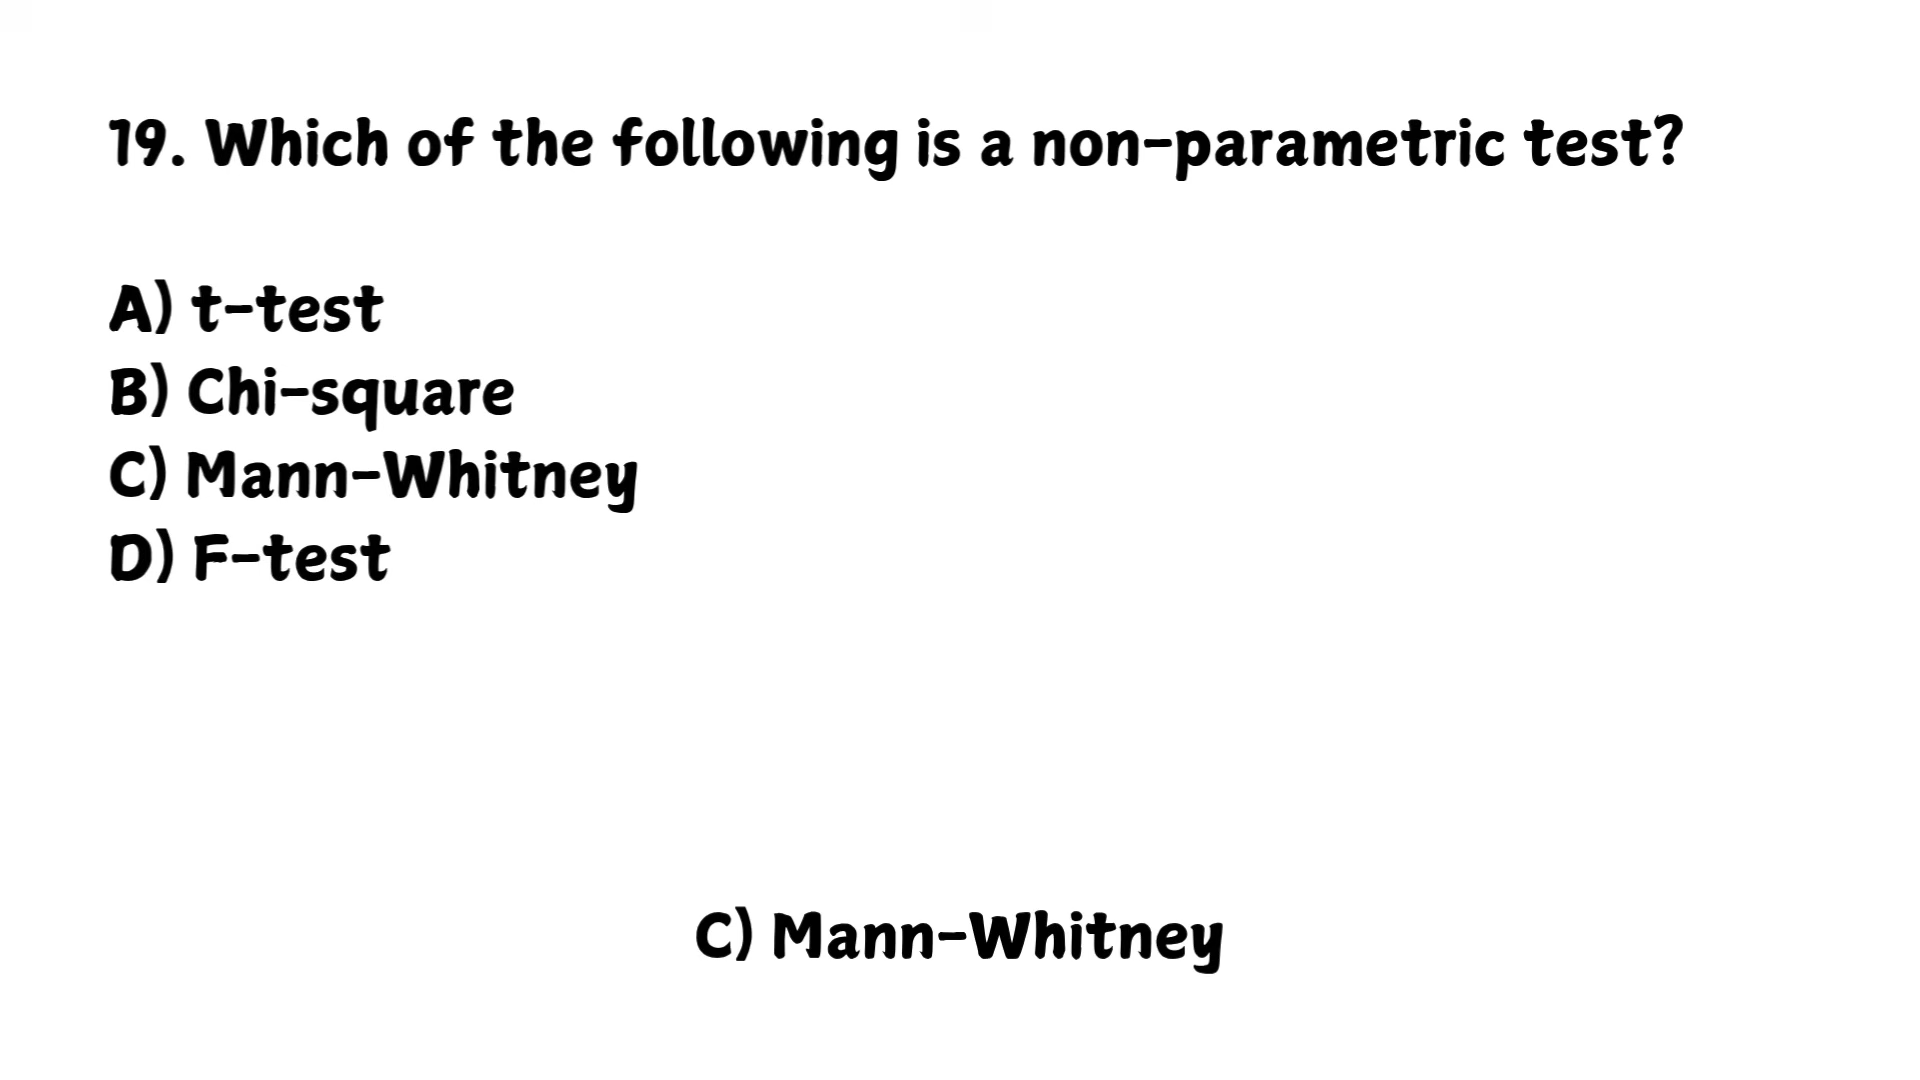 19. Which of the following is a non-parametric test?
A) t-test
B) Chi-square
C) Mann-Whitney
D) F-test
C) Mann-Whitney